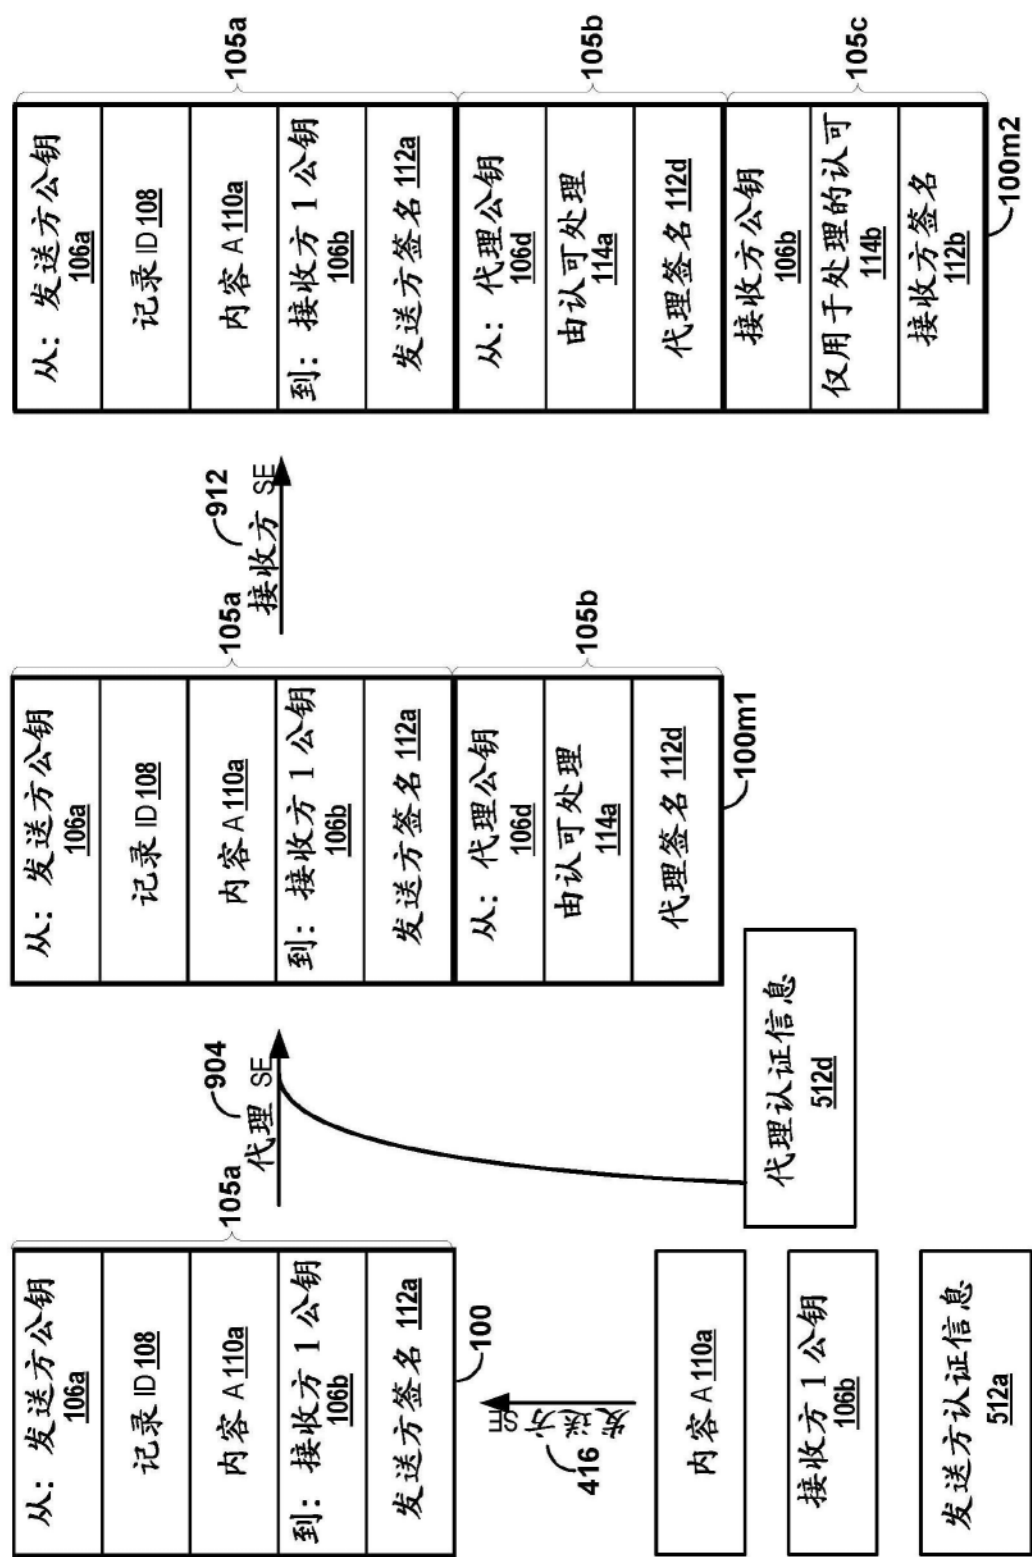 从：发送方公钥
106a
记录 ID 108
内容 A 110a
到：接收方 1 公钥
106b
发送方签名 112a
105a
100
SE
发送方
416
内容 A 110a
接收方 1 公钥
106b
发送方认证信息
512a
904
代理 SE
代理认证信息
512d
从：发送方公钥
106a
记录 ID 108
内容 A 110a
到：接收方 1 公钥
106b
发送方签名 112a
105a
从：代理公钥
106d
由认可处理
114a
代理签名 112d
105b
100m1
912
接收方 SE
从：发送方公钥
106a
记录 ID 108
内容 A 110a
到：接收方 1 公钥
106b
发送方签名 112a
105a
从：代理公钥
106d
由认可处理
114a
代理签名 112d
105b
接收方公钥
106b
仅用于处理的认可
114b
接收方签名
112b
105c
100m2